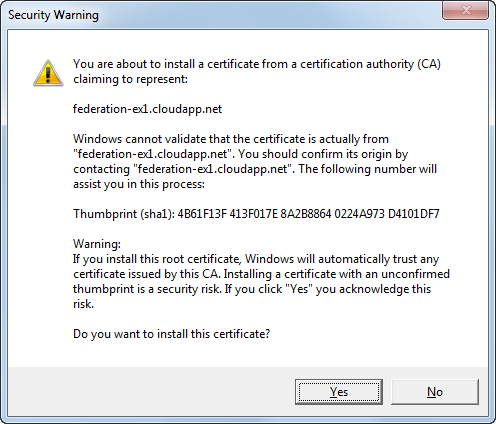 Security Warning
You are about to install a certificate from a certification authority (CA)
claiming to represent:
federation-ex1.cloudapp.net
Windows cannot validate that the certificate is actually from
"federation-ex1.cloudapp.net". You should confirm its origin by
contacting "federation-ex1.cloudapp.net". The following number will
assist you in this process:
Thumbprint (sha1): 4B61F13F 413F017E 8A2B8864 0224A973 D4101DF7
Warning:
If you install this root certificate, Windows will automatically trust any
certificate issued by this CA. Installing a certificate with an unconfirmed
thumbprint is a security risk. If you click "Yes" you acknowledge this
risk.
Do you want to install this certificate?
Yes
No